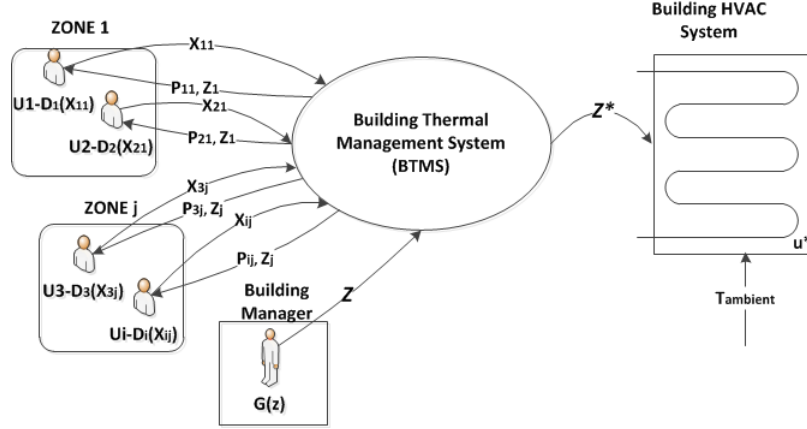 ZONE 1
X11
P11, Z1
U1-D1(X11)
X21
P21, Z1
U2-D2(X21)
Building Thermal
Management System
(BTMS)
Z*
Building HVAC
System
u*
Tambient
X3j
ZONE j
P3j, Zj
Xij
U3-D3(X3j)
Pij, Zj
Ui-Di(Xij)
Building
Manager
Z
G(z)